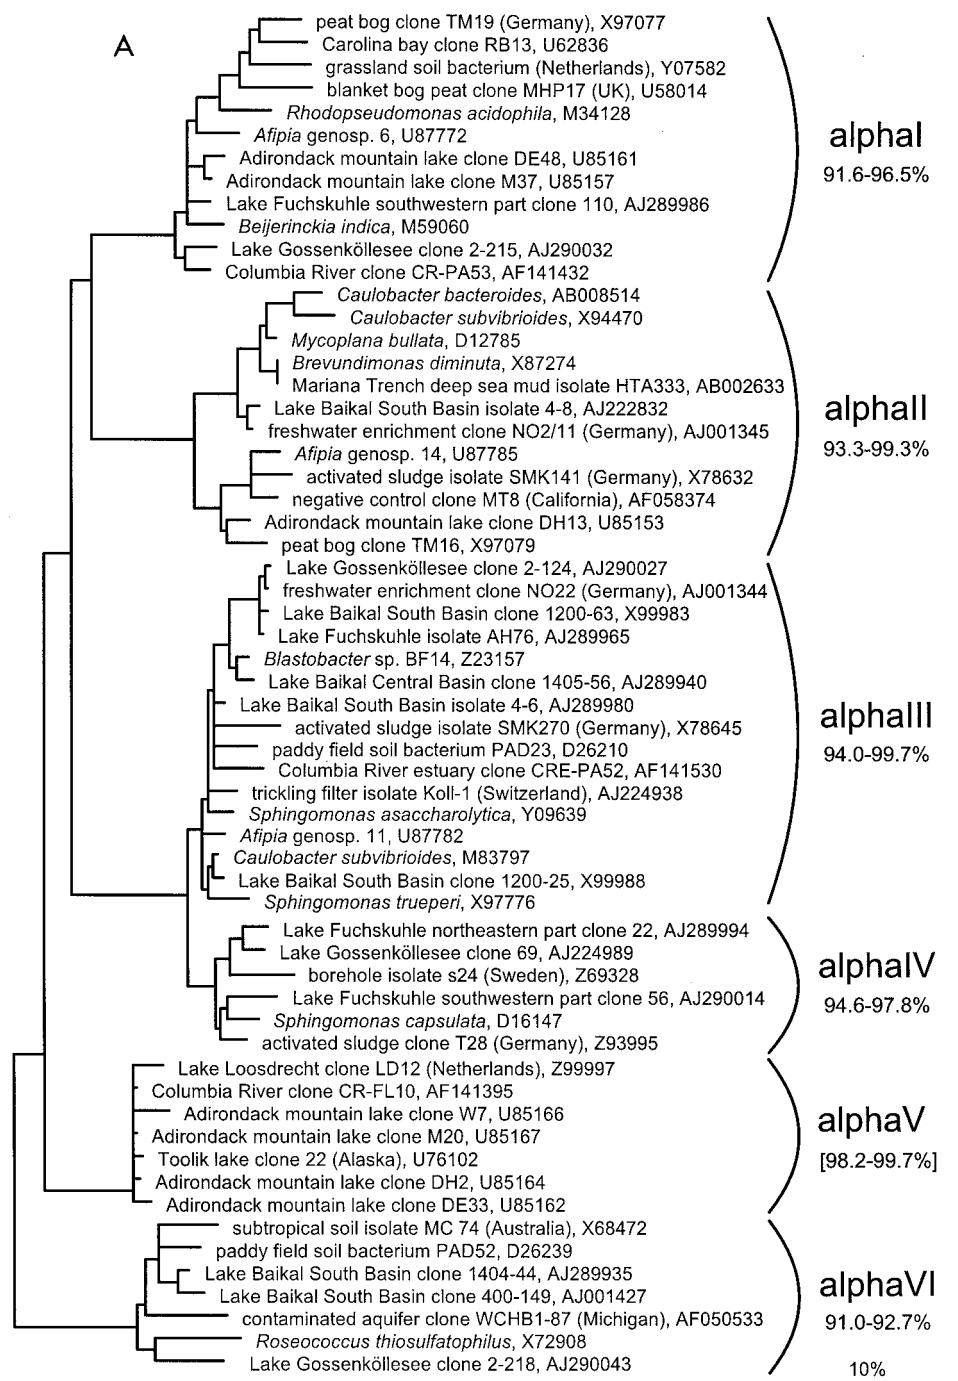 A
peat bog clone TM19 (Germany), X97077
Carolina bay clone RB13, U62836
grassland soil bacterium (Netherlands), Y07582
blanket bog peat clone MHP17 (UK), U58014
Rhodopseudomonas acidophila, M34128
Afipia genosp. 6, U87772
Adirondack mountain lake clone DE48, U85161
Adirondack mountain lake clone M37, U85157
Lake Fuchskuhle southwestern part clone 110, AJ289986
Beijerinckia indica, M59060
Lake Gossenköllesee clone 2-215, AJ290032
Columbia River clone CR-PA53, AF141432
alphaI
91.6-96.5%
Caulobacter bacteroides, AB008514
Caulobacter subvibrioides, X94470
Mycoplana bullata, D12785
Brevundimonas diminuta, X87274
Mariana Trench deep sea mud isolate HTA333, AB002633
Lake Baikal South Basin isolate 4-8, AJ222832
freshwater enrichment clone NO2/11 (Germany), AJ001345
Afipia genosp. 14, U87785
activated sludge isolate SMK141 (Germany), X78632
negative control clone MT8 (California), AF058374
Adirondack mountain lake clone DH13, U85153
peat bog clone TM16, X97079
alphaII
93.3-99.3%
Lake Gossenköllesee clone 2-124, AJ290027
freshwater enrichment clone NO22 (Germany), AJ001344
Lake Baikal South Basin clone 1200-63, X99983
Lake Fuchskuhle isolate AH76, AJ289965
Blastobacter sp. BF14, Z23157
Lake Baikal Central Basin clone 1405-56, AJ289940
Lake Baikal South Basin isolate 4-6, AJ289980
activated sludge isolate SMK270 (Germany), X78645
paddy field soil bacterium PAD23, D26210
Columbia River estuary clone CRE-PA52, AF141530
trickling filter isolate Koll-1 (Switzerland), AJ224938
Sphingomonas asaccharolytica, Y09639
Afipia genosp. 11, U87782
Caulobacter subvibrioides, M83797
Lake Baikal South Basin clone 1200-25, X99988
Sphingomonas trueperi, X97776
alphaIII
94.0-99.7%
Lake Fuchskuhle northeastern part clone 22, AJ289994
Lake Gossenköllesee clone 69, AJ224989
borehole isolate s24 (Sweden), Z69328
Lake Fuchskuhle southwestern part clone 56, AJ290014
Sphingomonas capsulata, D16147
activated sludge clone T28 (Germany), Z93995
alphaIV
94.6-97.8%
Lake Loosdrecht clone LD12 (Netherlands), Z99997
Columbia River clone CR-FL10, AF141395
Adirondack mountain lake clone W7, U85166
Adirondack mountain lake clone M20, U85167
Toolik lake clone 22 (Alaska), U76102
Adirondack mountain lake clone DH2, U85164
Adirondack mountain lake clone DE33, U85162
alphaV
[98.2-99.7%]
subtropical soil isolate MC 74 (Australia), X68472
paddy field soil bacterium PAD52, D26239
Lake Baikal South Basin clone 1404-44, AJ289935
Lake Baikal South Basin clone 400-149, AJ001427
contaminated aquifer clone WCHB1-87 (Michigan), AF050533
Roseococcus thiosulfatophilus, X72908
Lake Gossenköllesee clone 2-218, AJ290043
alphaVI
91.0-92.7%
10%